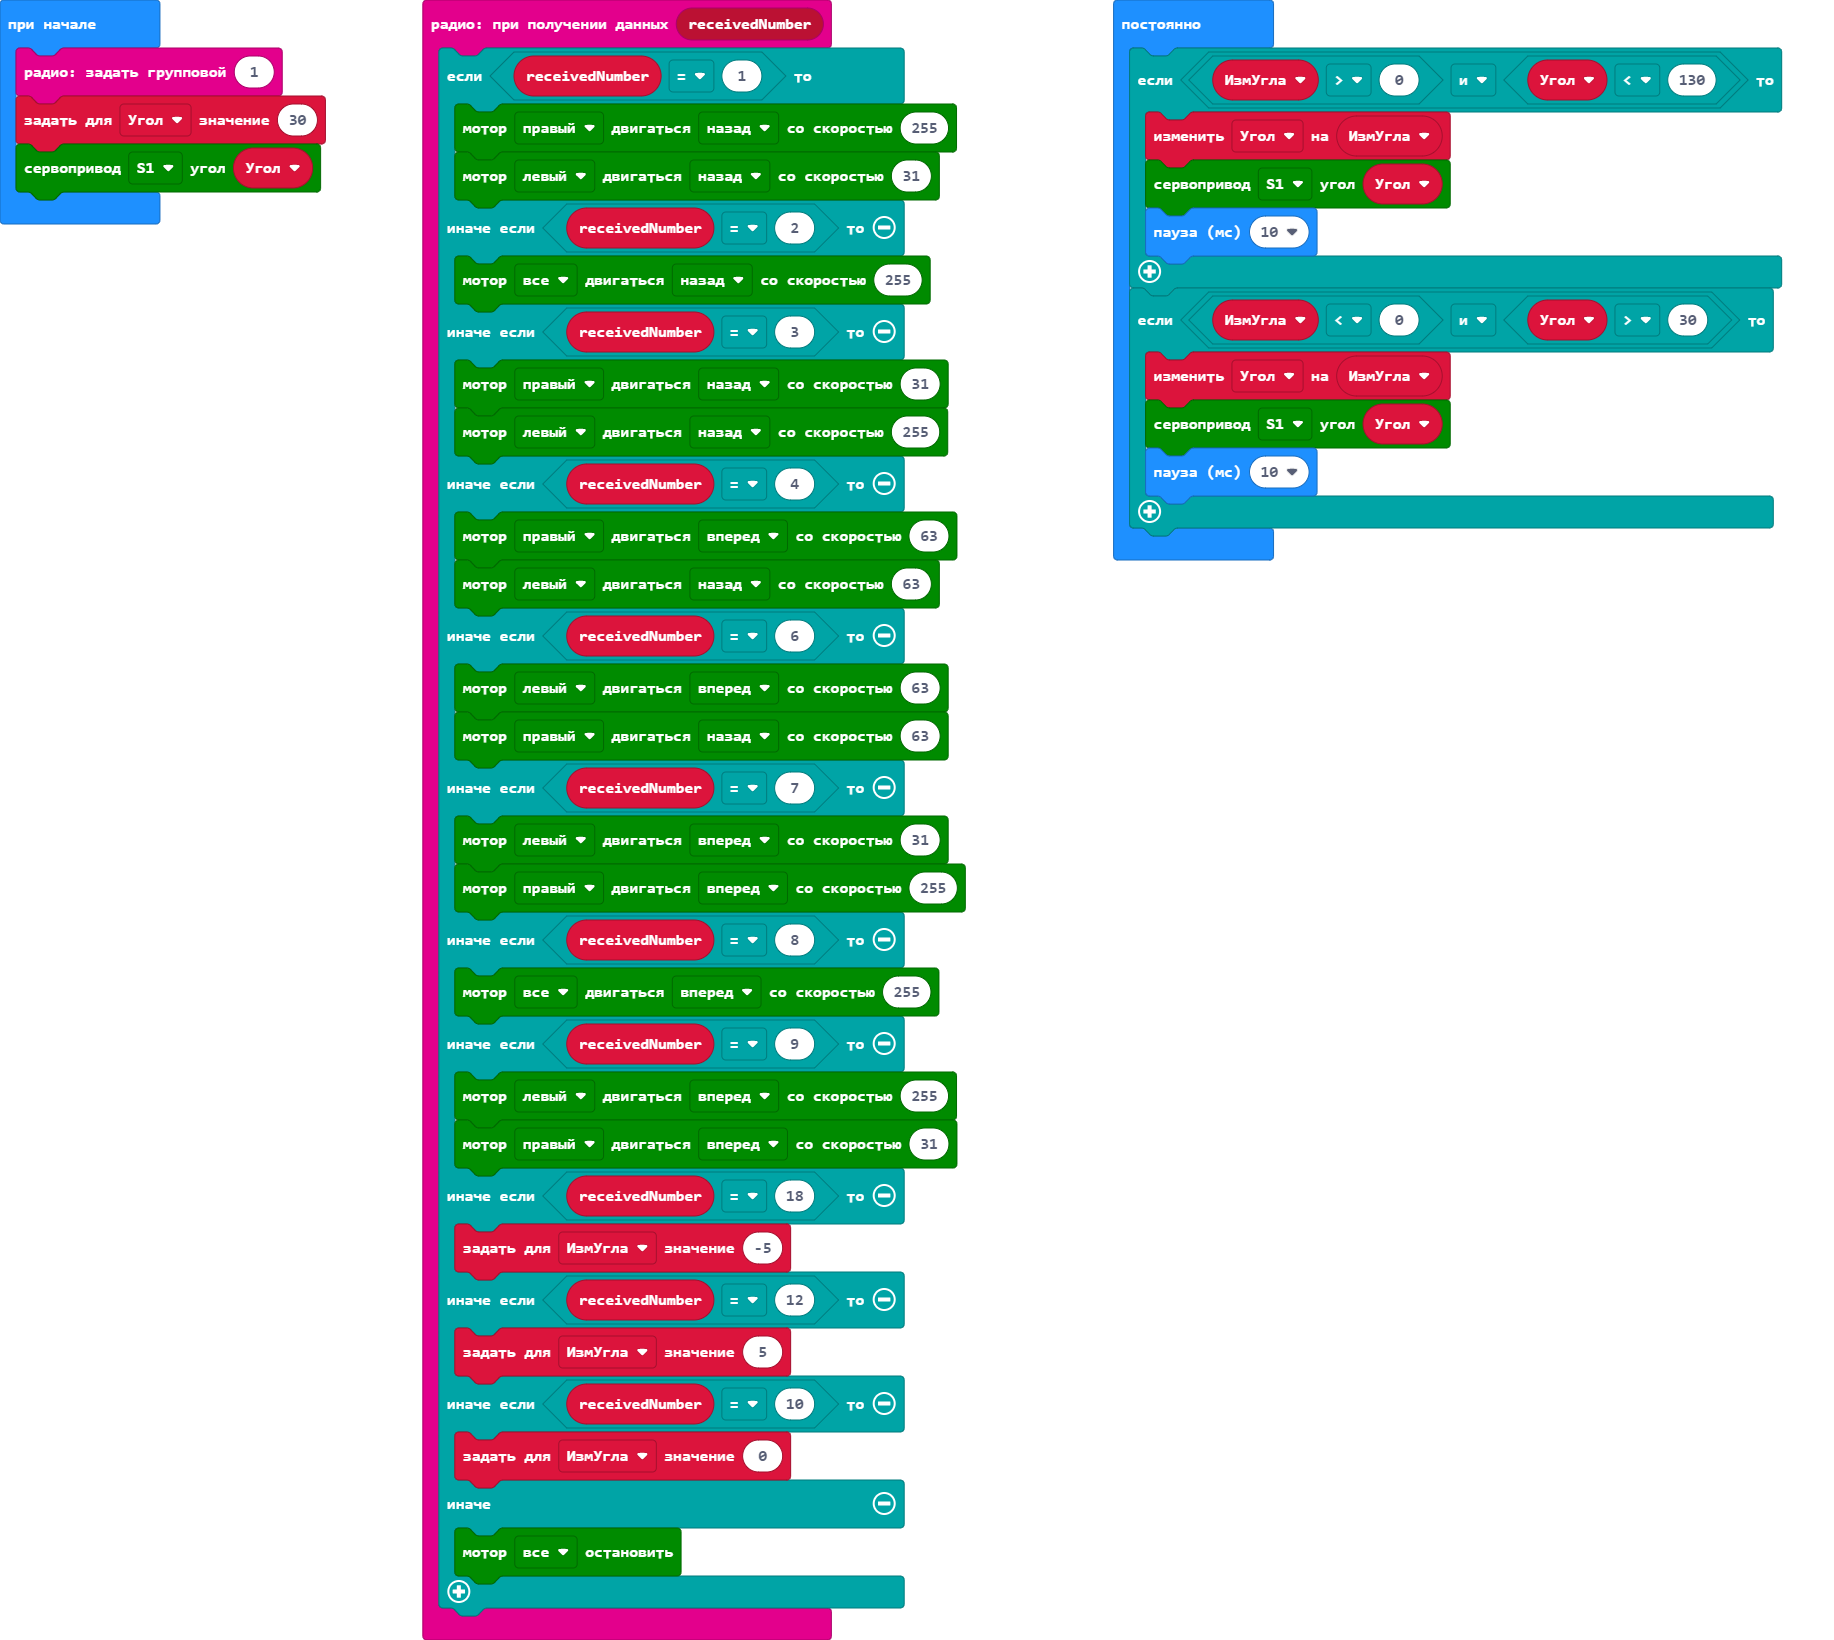 при начале
радио: задать групповой 1
задать для Угол значение 30
сервопривод S1 угол Угол
радио: при получении данных receivedNumber
если receivedNumber = 1 то
мотор правый двигаться назад со скоростью 255
мотор левый двигаться назад со скоростью 31
иначе если receivedNumber = 2 то
мотор все двигаться назад со скоростью 255
иначе если receivedNumber = 3 то
мотор правый двигаться назад со скоростью 31
мотор левый двигаться назад со скоростью 255
иначе если receivedNumber = 4 то
мотор правый двигаться вперед со скоростью 63
мотор левый двигаться назад со скоростью 63
иначе если receivedNumber = 6 то
мотор левый двигаться вперед со скоростью 63
мотор правый двигаться назад со скоростью 63
иначе если receivedNumber = 7 то
мотор левый двигаться вперед со скоростью 31
мотор правый двигаться вперед со скоростью 255
иначе если receivedNumber = 8 то
мотор все двигаться вперед со скоростью 255
иначе если receivedNumber = 9 то
мотор левый двигаться вперед со скоростью 255
мотор правый двигаться вперед со скоростью 31
иначе если receivedNumber = 18 то
задать для ИзмУгла значение -5
иначе если receivedNumber = 12 то
задать для ИзмУгла значение 5
иначе если receivedNumber = 10 то
задать для ИзмУгла значение 0
иначе
мотор все остановить
постоянно
если ИзмУгла > 0 и Угол < 130 то
изменить Угол на ИзмУгла
сервопривод S1 угол Угол
пауза (мс) 10
если ИзмУгла < 0 и Угол > 30 то
изменить Угол на ИзмУгла
сервопривод S1 угол Угол
пауза (мс) 10